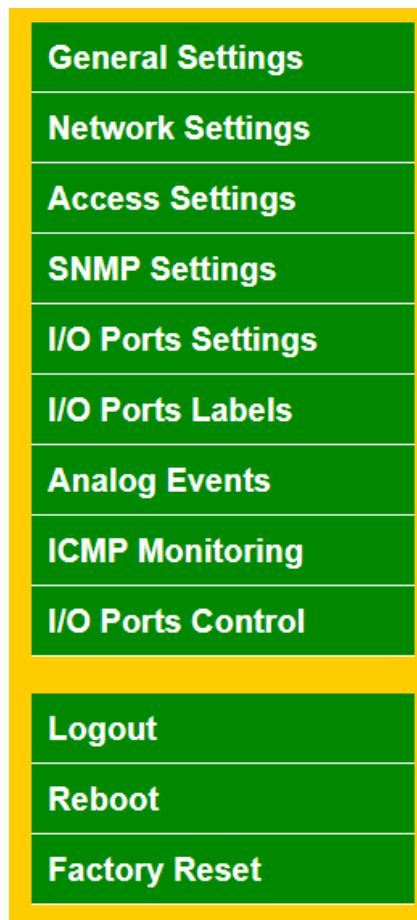 General Settings
Network Settings
Access Settings
SNMP Settings
I/O Ports Settings
I/O Ports Labels
Analog Events
ICMP Monitoring
I/O Ports Control
Logout
Reboot
Factory Reset